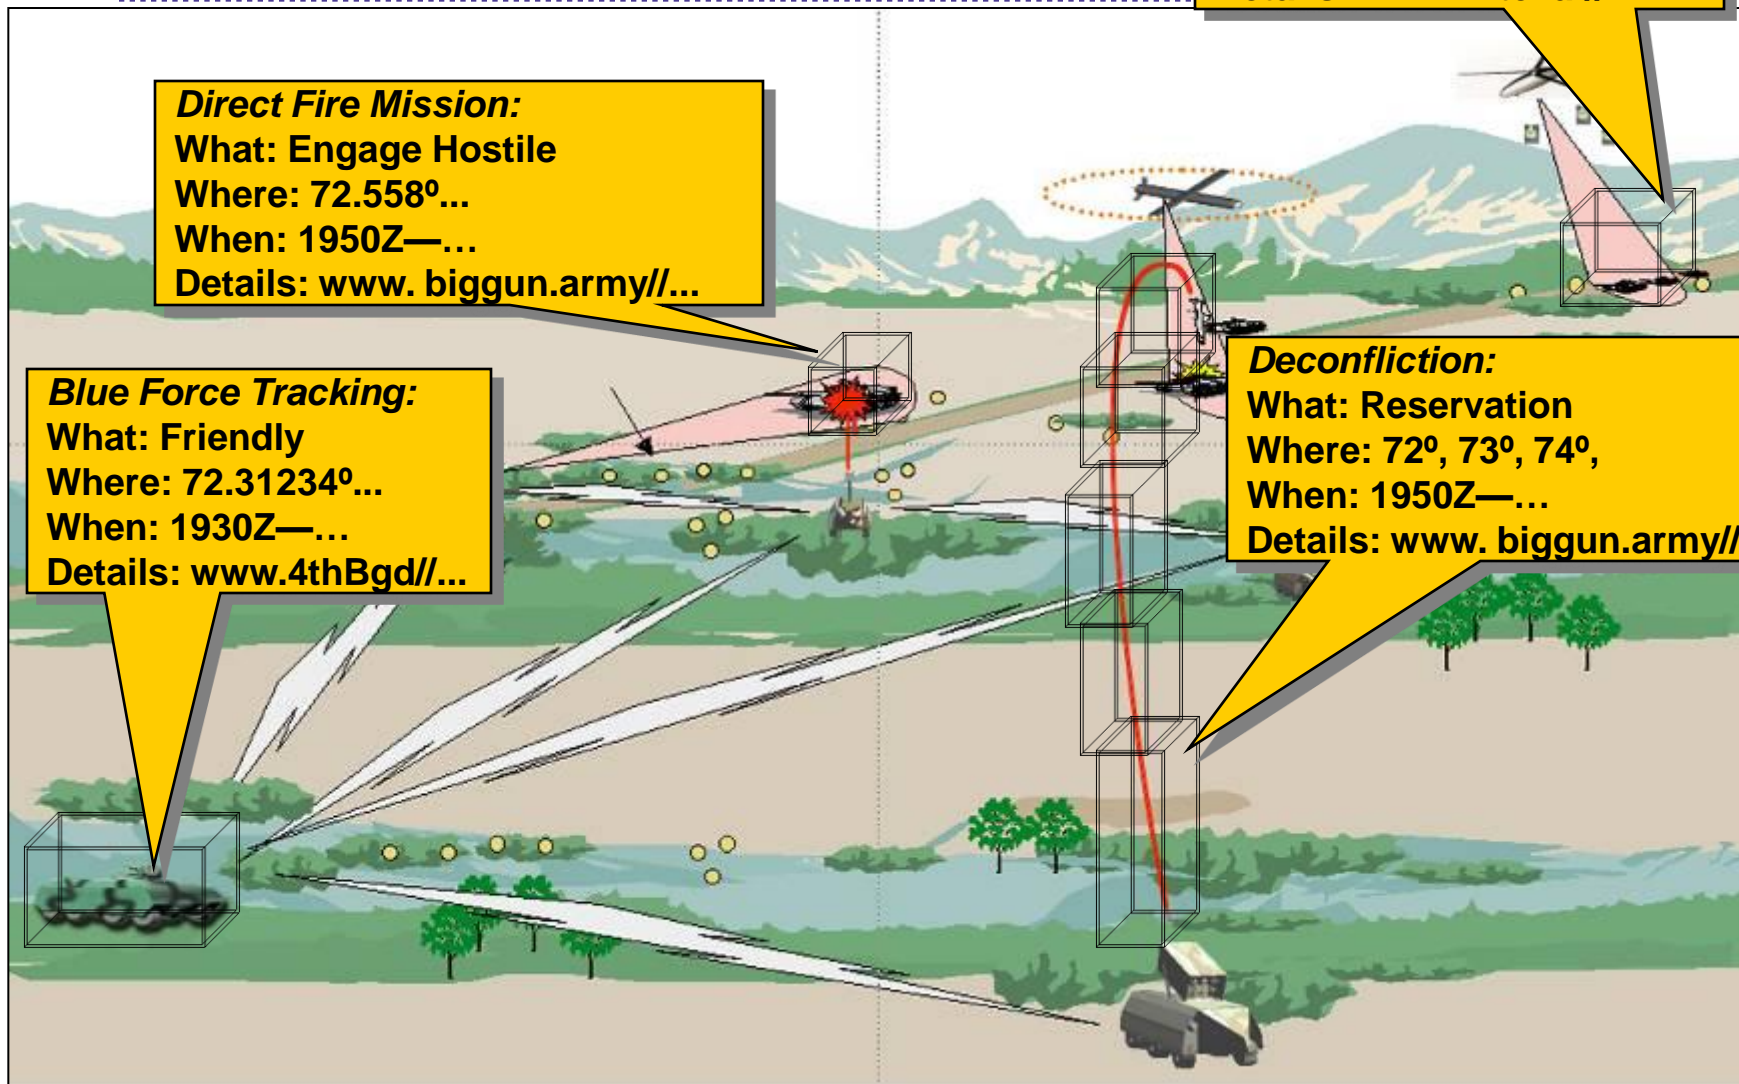 Direct Fire Mission:
What: Engage Hostile
Where: 72.558º...
When: 1950Z—…
Details: www. biggun.army//...
Blue Force Tracking:
What: Friendly
Where: 72.31234º...
When: 1930Z—…
Details: www.4thBgd//...
Deconfliction:
What: Reservation
Where: 72º, 73º, 74º,
When: 1950Z—…
Details: www. biggun.army//